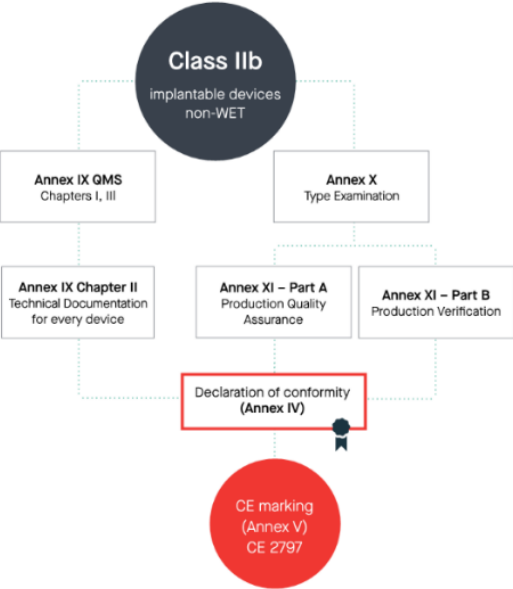 Class IIb
implantable devices
non-WET
Annex IX QMS
Chapters I, III
Annex X
Type Examination
Annex IX Chapter II
Technical Documentation
for every device
Annex XI – Part A
Production Quality
Assurance
Annex XI – Part B
Production Verification
Declaration of conformity
(Annex IV)
CE marking
(Annex V)
CE 2797